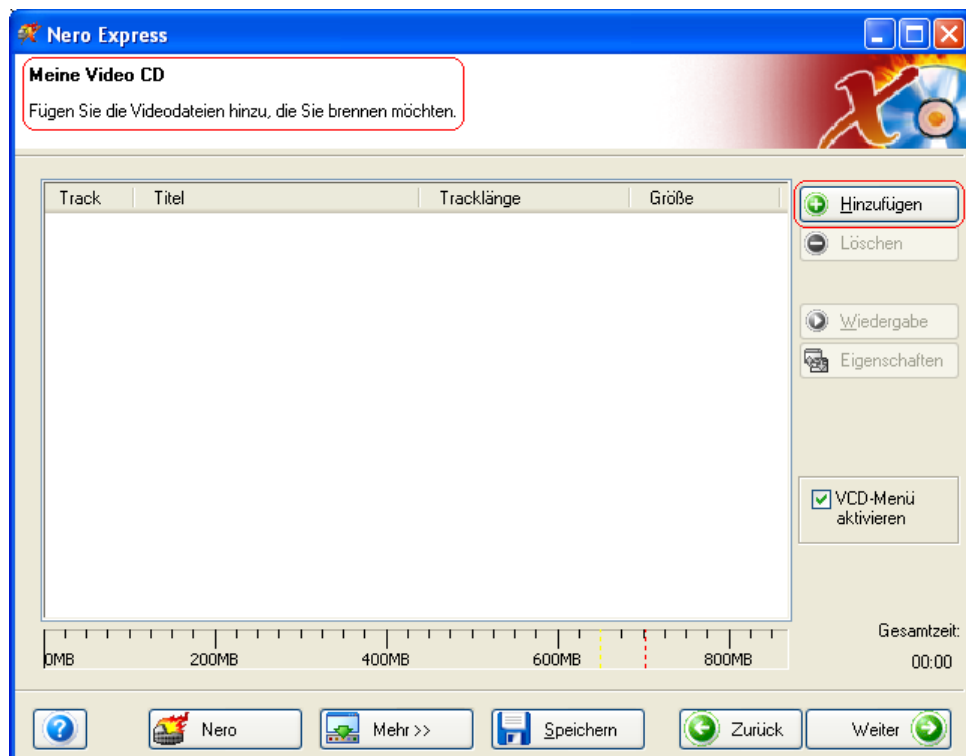 Nero Express
Meine Video CD
Fügen Sie die Videodateien hinzu, die Sie brennen möchten.
Track Titel Tracklänge Größe
Hinzufügen
Löschen
Wiedergabe
Eigenschaften
VCD-Menü
aktivieren
0MB 200MB 400MB 600MB 800MB
Gesamtzeit:
00:00
Nero Mehr >> Speichern Zurück Weiter